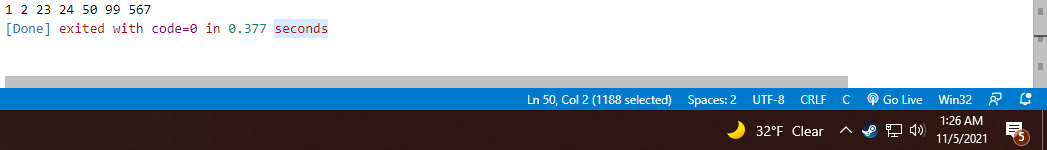 1 2 23 24 50 99 567
[Done] exited with code=0 in 0.377 seconds
Ln 50, Col 2 (1188 selected) Spaces: 2 UTF-8 CRLF C Go Live Win32
32°F Clear 1:26 AM
11/5/2021
5